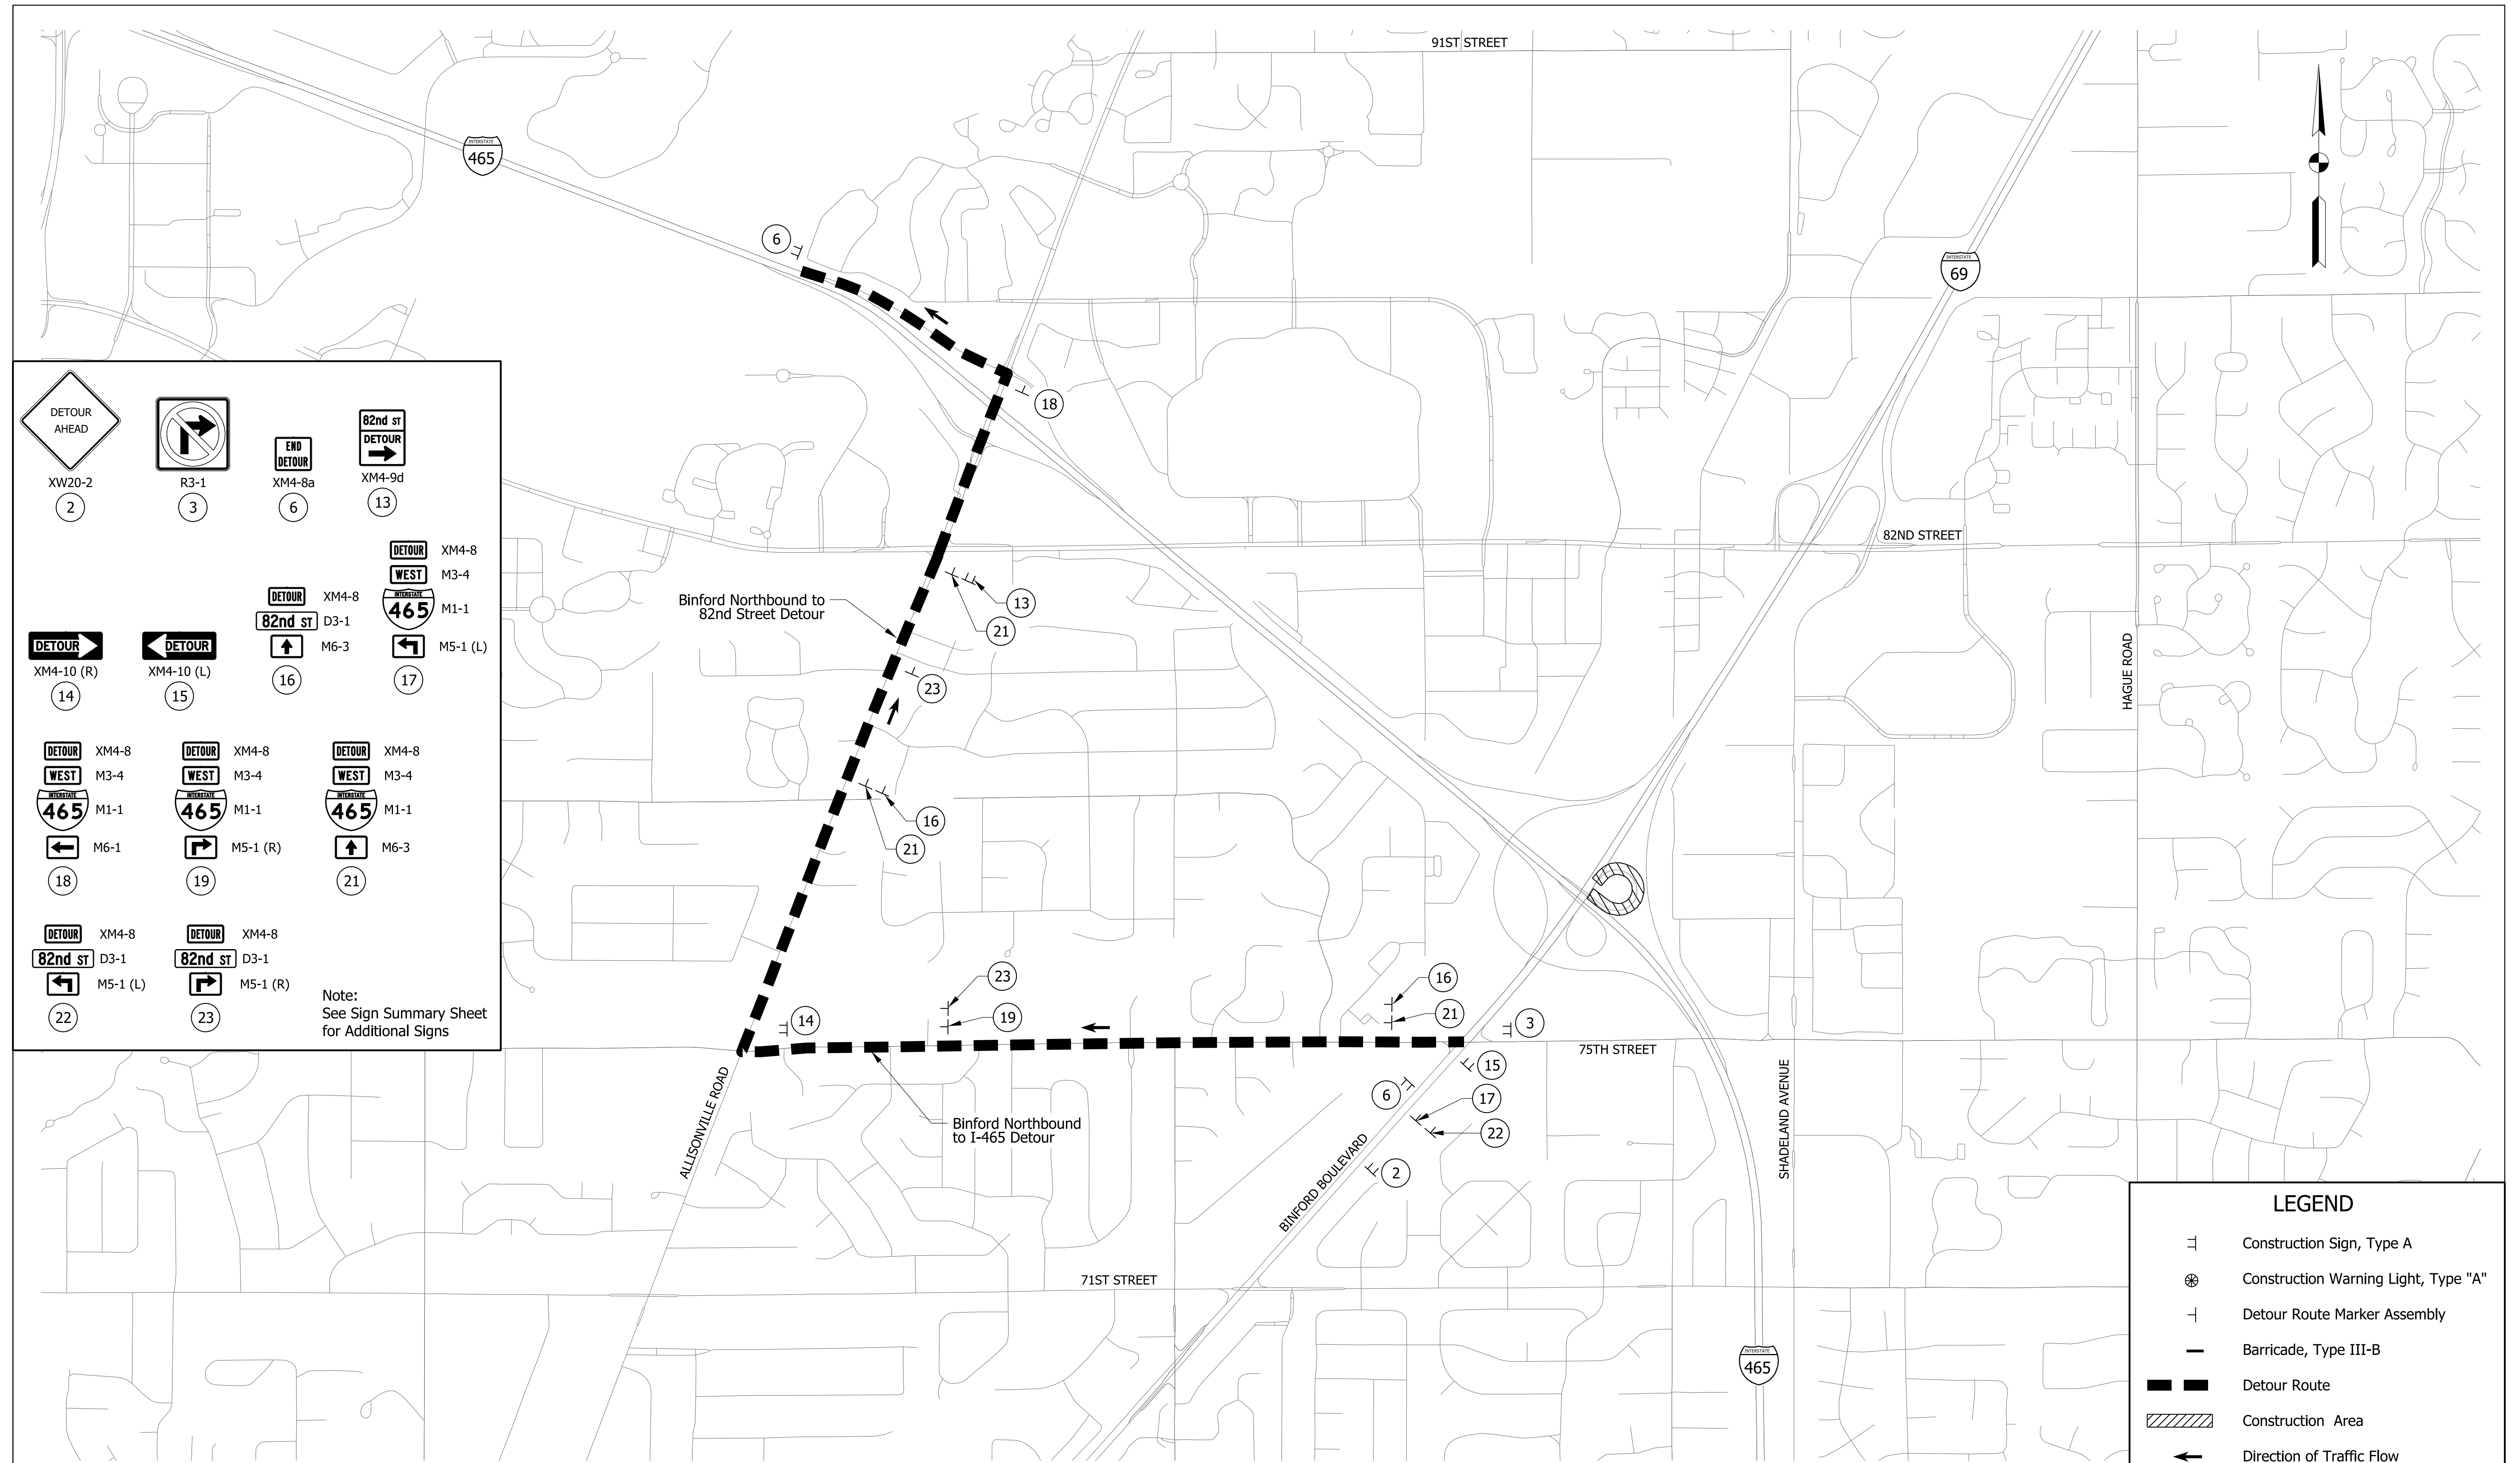 91ST STREET
INTERSTATE
465
6
INTERSTATE
69
18
82ND STREET
Binford Northbound to
82nd Street Detour
13
21
23
HAGUE ROAD
16
21
23
19
14
16
21
3
75TH STREET
15
6
17
22
2
Binford Northbound
to I-465 Detour
ALLISONVILLE ROAD
BINFORD BOULEVARD
SHADELAND AVENUE
71ST STREET
INTERSTATE
465
DETOUR
AHEAD
XW20-2
2
R3-1
3
END
DETOUR
XM4-8a
6
82nd ST
DETOUR
XM4-9d
13
DETOUR
XM4-10 (R)
14
DETOUR
XM4-10 (L)
15
DETOUR XM4-8
82nd ST D3-1
M6-3
16
DETOUR XM4-8
WEST M3-4
INTERSTATE
465 M1-1
M5-1 (L)
17
DETOUR XM4-8
WEST M3-4
INTERSTATE
465 M1-1
M6-1
18
DETOUR XM4-8
WEST M3-4
INTERSTATE
465 M1-1
M5-1 (R)
19
DETOUR XM4-8
WEST M3-4
INTERSTATE
465 M1-1
M6-3
21
DETOUR XM4-8
82nd ST D3-1
M5-1 (L)
22
DETOUR XM4-8
82nd ST D3-1
M5-1 (R)
23
Note:
See Sign Summary Sheet
for Additional Signs
LEGEND
Construction Sign, Type A
Construction Warning Light, Type "A"
Detour Route Marker Assembly
Barricade, Type III-B
Detour Route
Construction Area
Direction of Traffic Flow